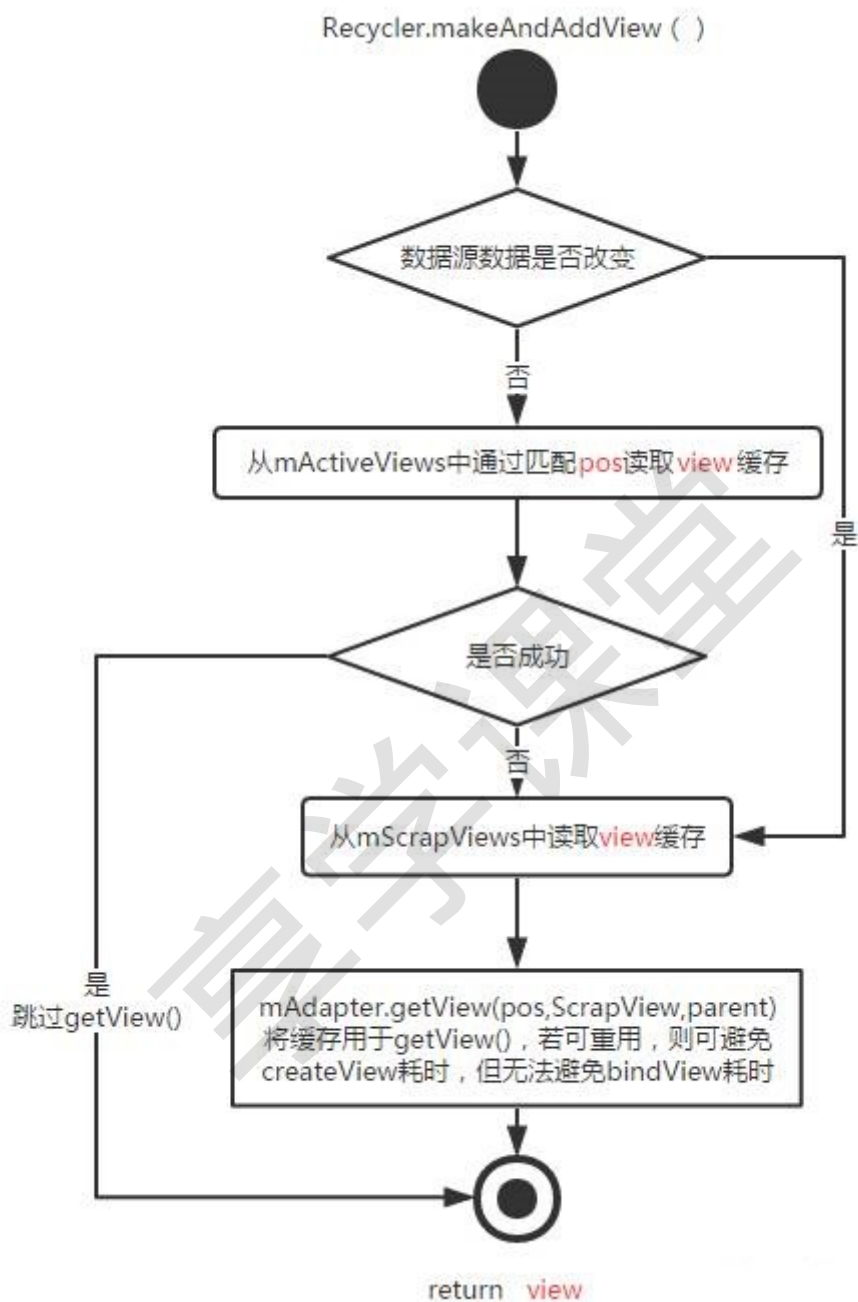 Recycler.makeAndAddView（ ）
数据源数据是否改变
否
从mActiveViews中通过匹配pos读取view缓存
是
是否成功
否
从mScrapViews中读取view缓存
是
跳过getView()
mAdapter.getView(pos,ScrapView,parent)
将缓存用于getView()，若可重用，则可避免
createView耗时，但无法避免bindView耗时
return view
享学课堂